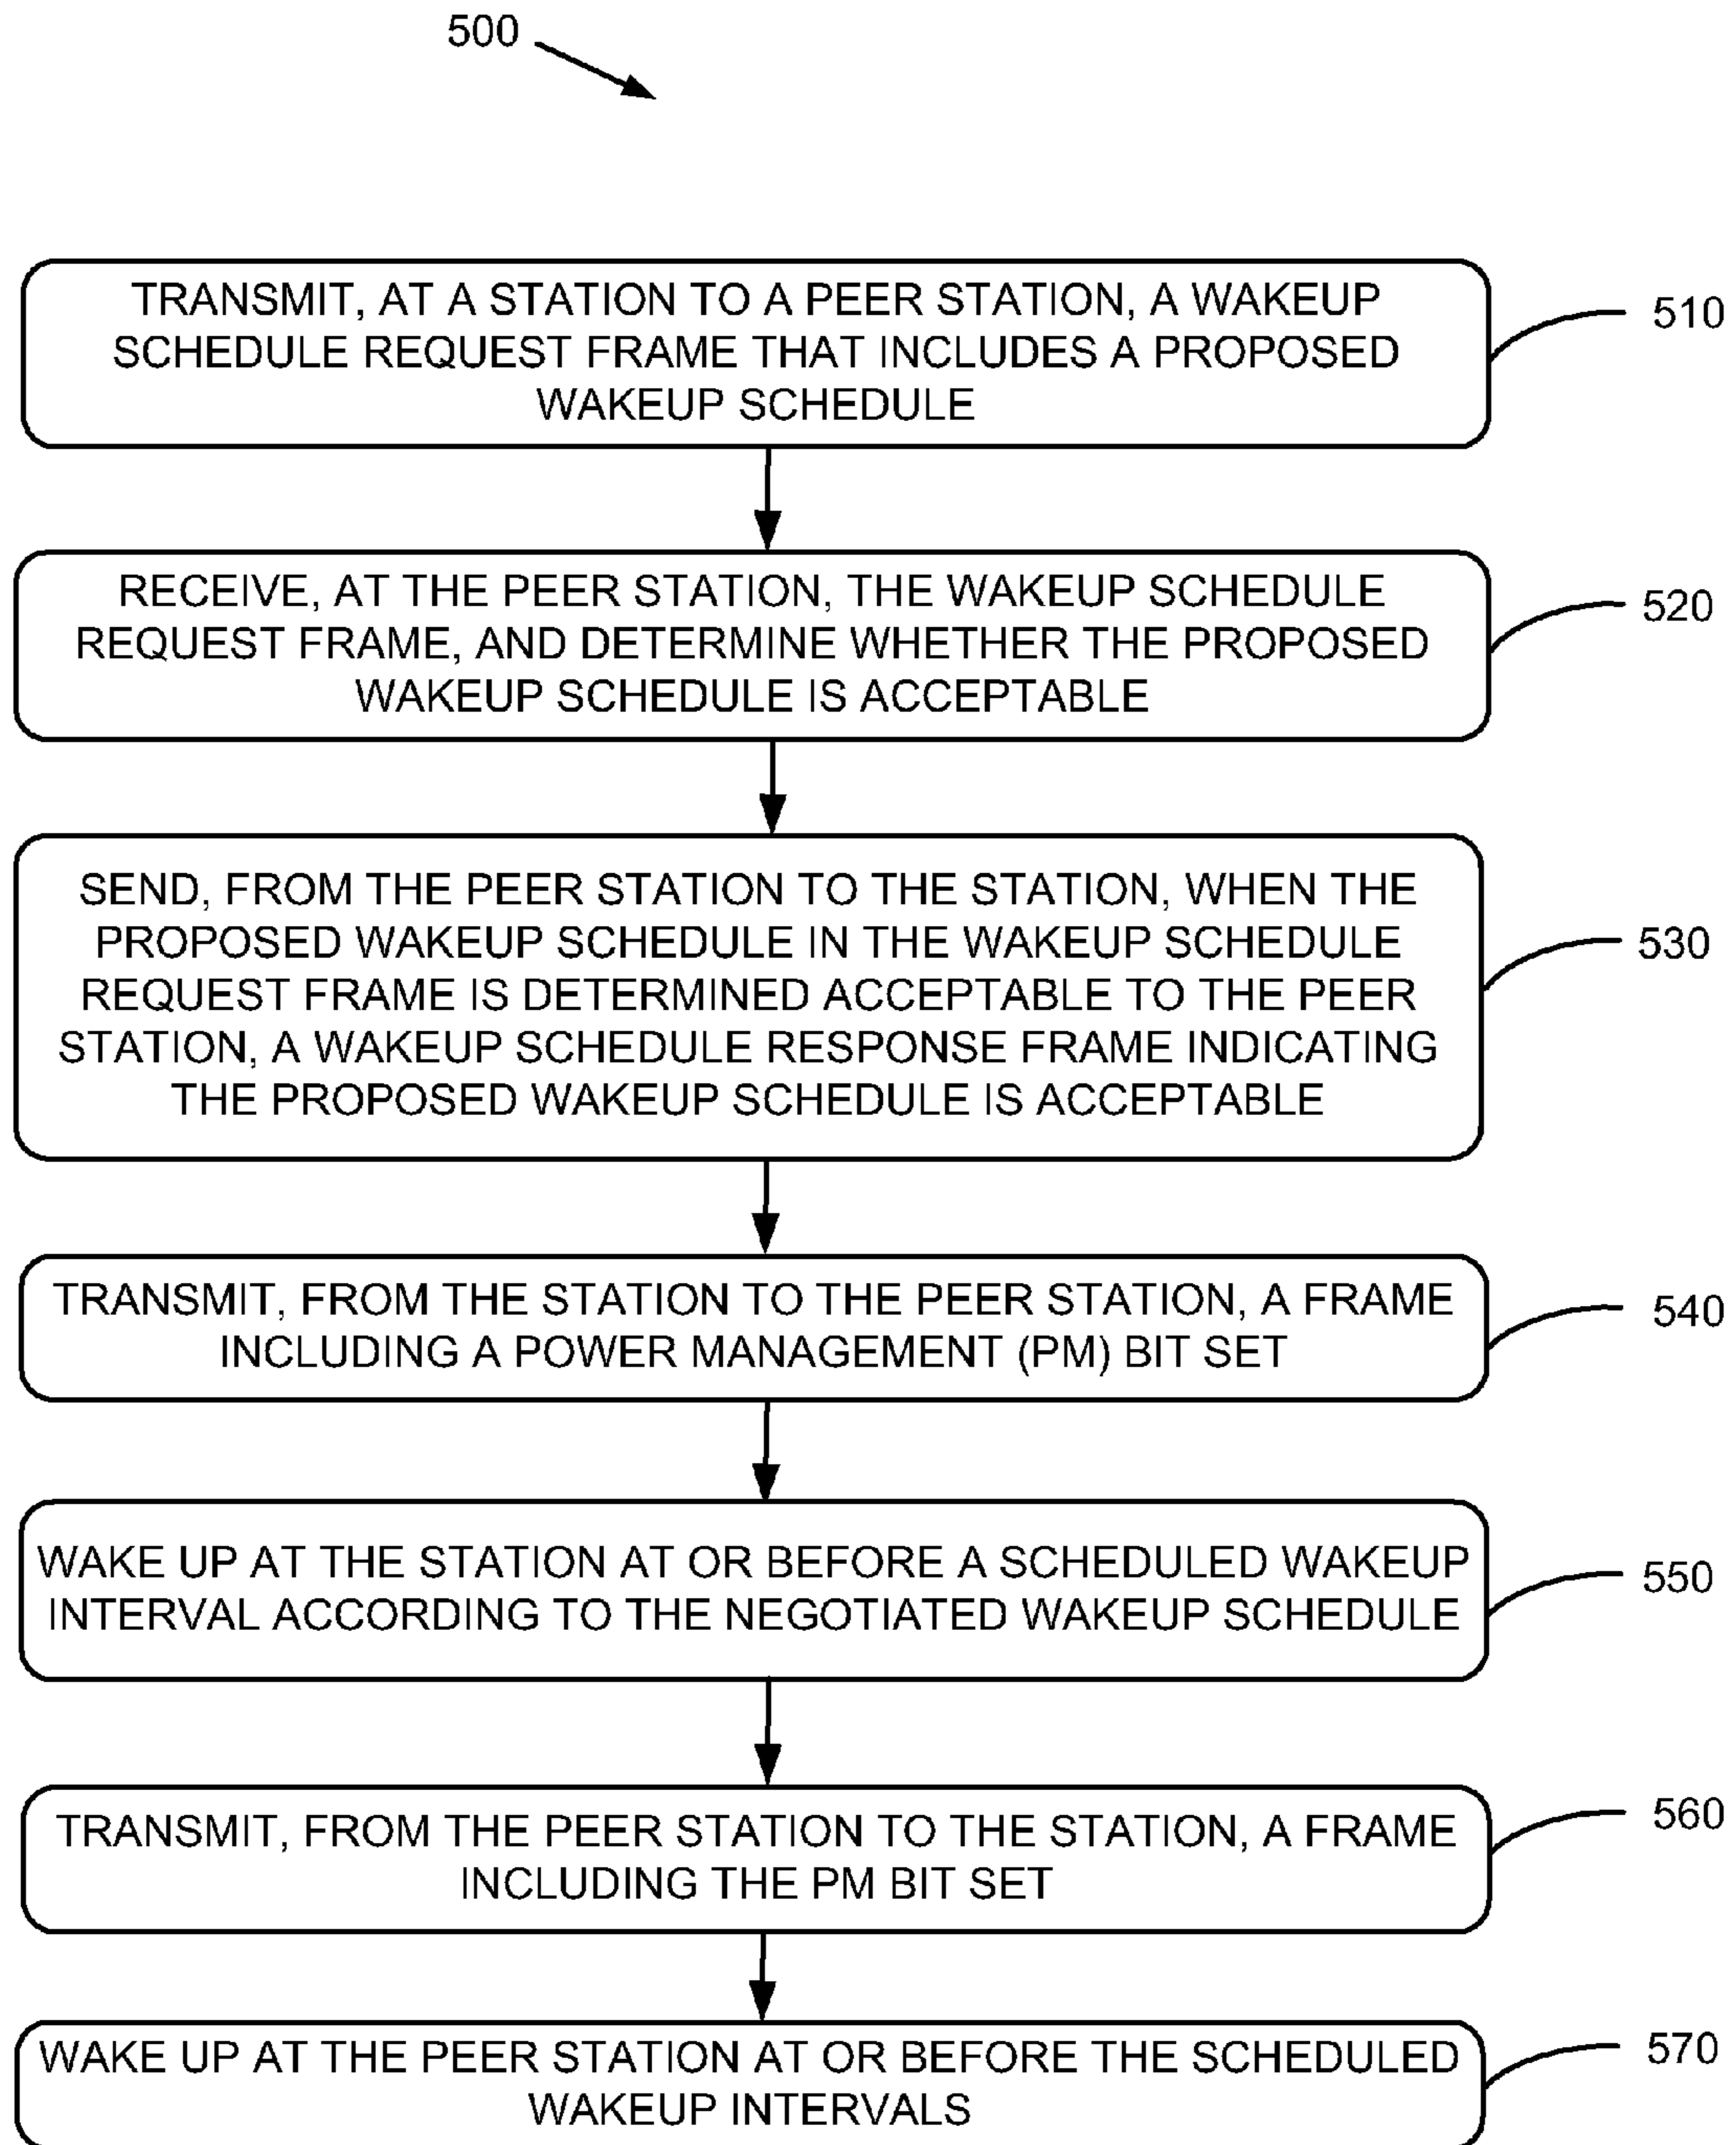 500
TRANSMIT, AT A STATION TO A PEER STATION, A WAKEUP
SCHEDULE REQUEST FRAME THAT INCLUDES A PROPOSED
WAKEUP SCHEDULE
510
RECEIVE, AT THE PEER STATION, THE WAKEUP SCHEDULE
REQUEST FRAME, AND DETERMINE WHETHER THE PROPOSED
WAKEUP SCHEDULE IS ACCEPTABLE
520
SEND, FROM THE PEER STATION TO THE STATION, WHEN THE
PROPOSED WAKEUP SCHEDULE IN THE WAKEUP SCHEDULE
REQUEST FRAME IS DETERMINED ACCEPTABLE TO THE PEER
STATION, A WAKEUP SCHEDULE RESPONSE FRAME INDICATING
THE PROPOSED WAKEUP SCHEDULE IS ACCEPTABLE
530
TRANSMIT, FROM THE STATION TO THE PEER STATION, A FRAME
INCLUDING A POWER MANAGEMENT (PM) BIT SET
540
WAKE UP AT THE STATION AT OR BEFORE A SCHEDULED WAKEUP
INTERVAL ACCORDING TO THE NEGOTIATED WAKEUP SCHEDULE
550
TRANSMIT, FROM THE PEER STATION TO THE STATION, A FRAME
INCLUDING THE PM BIT SET
560
WAKE UP AT THE PEER STATION AT OR BEFORE THE SCHEDULED
WAKEUP INTERVALS
570